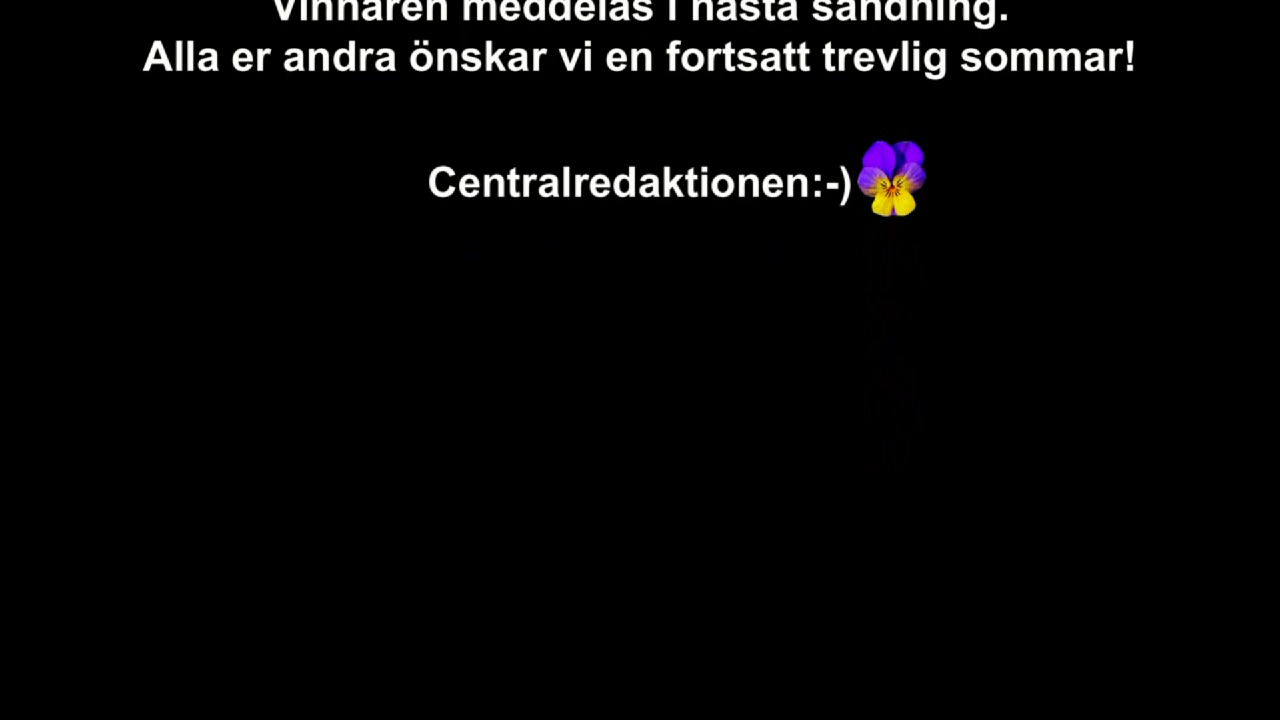 Vinnaren meddelas i nästa sändning.
Alla er andra önskar vi en fortsatt trevlig sommar!
Centralredaktionen:-)